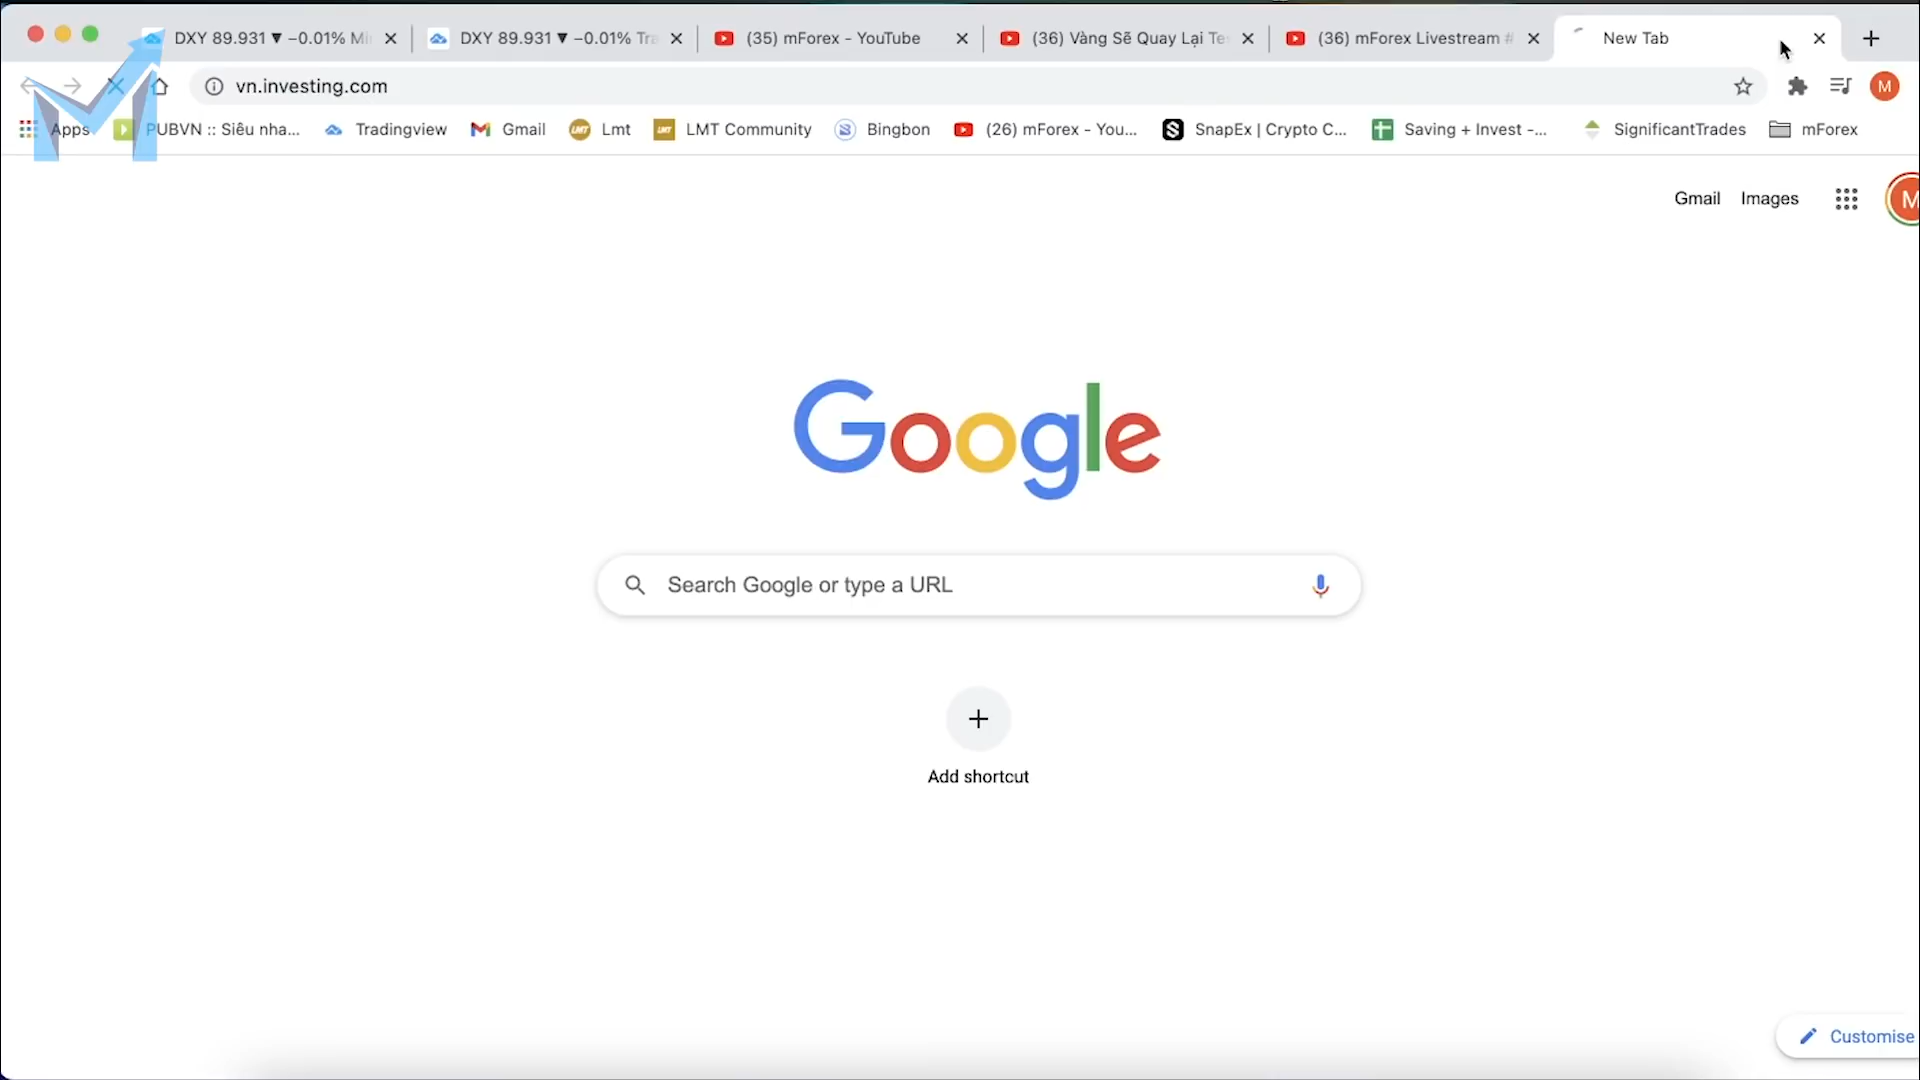 DXY 89.931 ▼ −0.01% Mi
DXY 89.931 ▼ −0.01% Tra
(35) mForex - YouTube
(36) Vàng Sẽ Quay Lại Te
(36) mForex Livestream #
New Tab
vn.investing.com
M
Apps
PUBVN :: Siêu nha...
Tradingview
Gmail
LMT
Lmt
LMT
LMT Community
Bingbon
(26) mForex - You...
SnapEx | Crypto C...
Saving + Invest -...
SignificantTrades
mForex
Gmail
Images
M
Google
Search Google or type a URL
Add shortcut
Customise